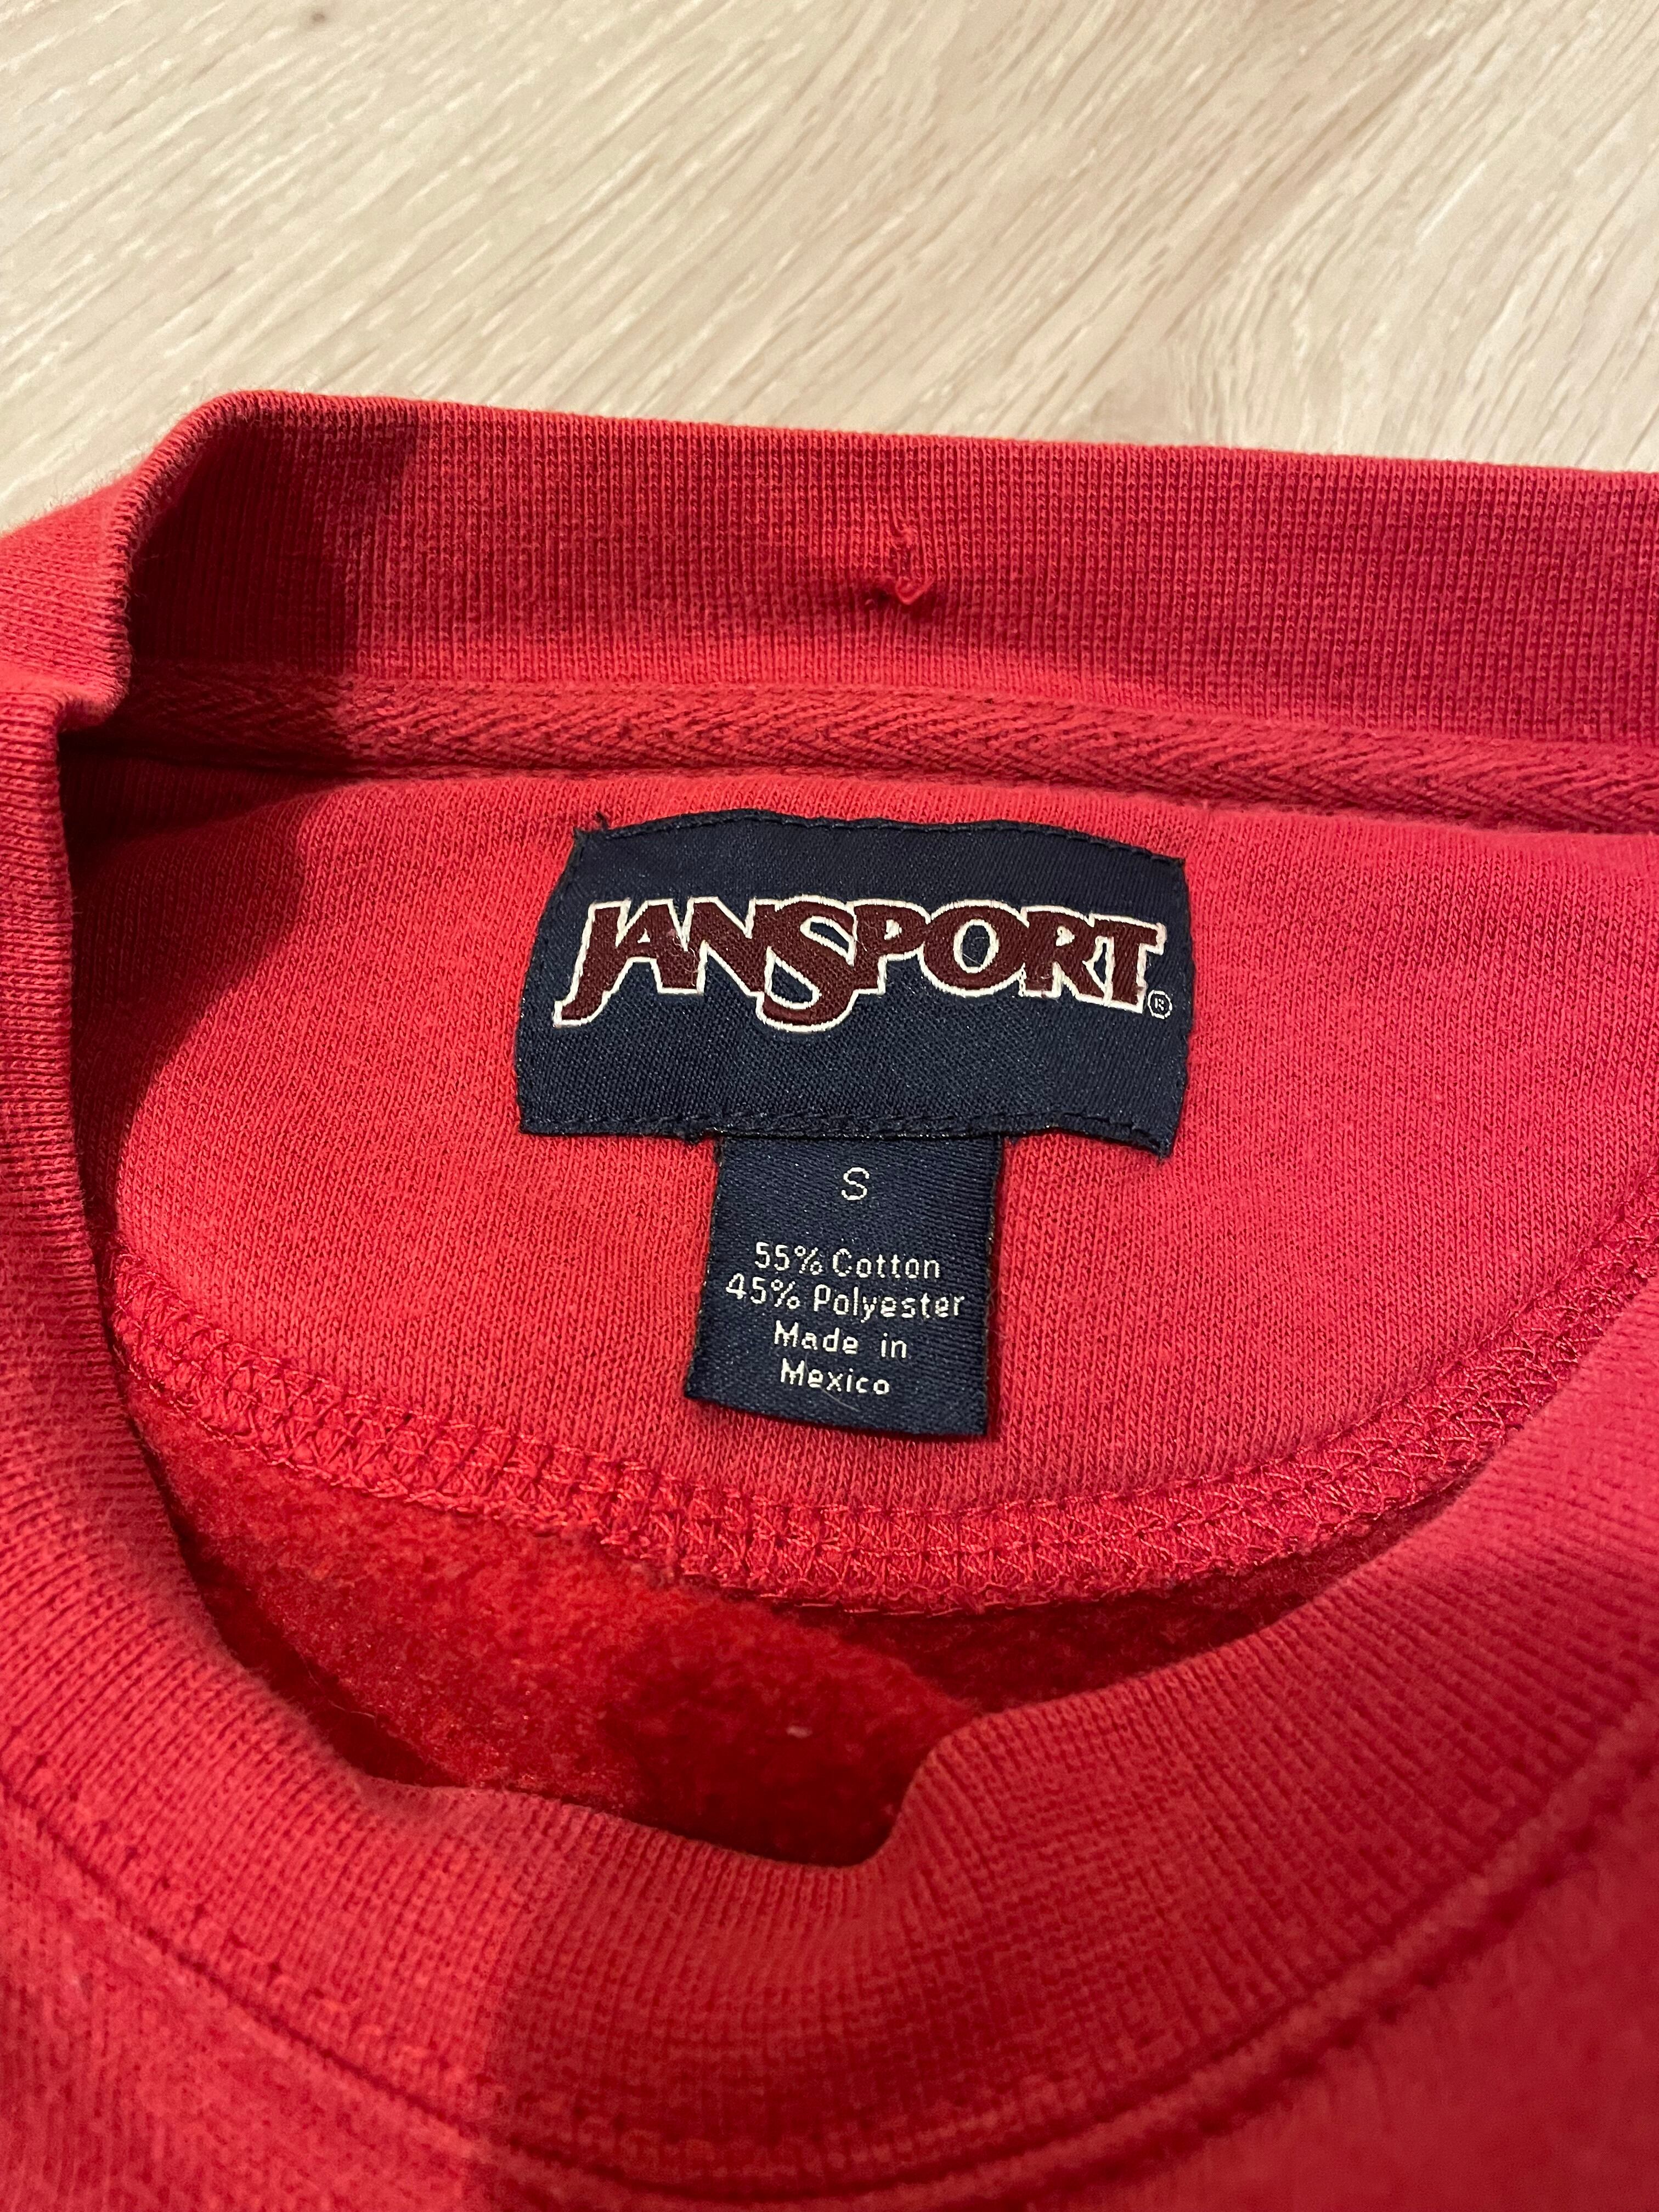 JANSPORT®
S
55% Cotton
45% Polyester
Made in
Mexico